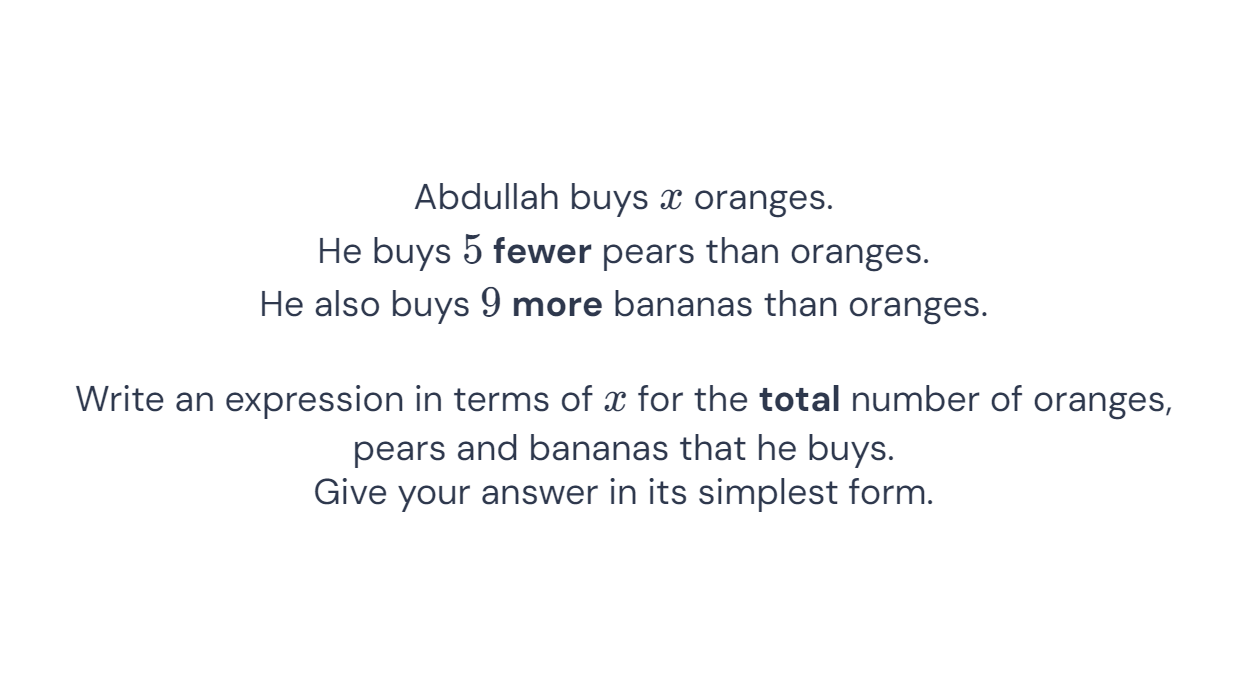 Abdullah buys x oranges.
He buys 5 fewer pears than oranges.
He also buys 9 more bananas than oranges.
Write an expression in terms of x for the total number of oranges,
pears and bananas that he buys.
Give your answer in its simplest form.